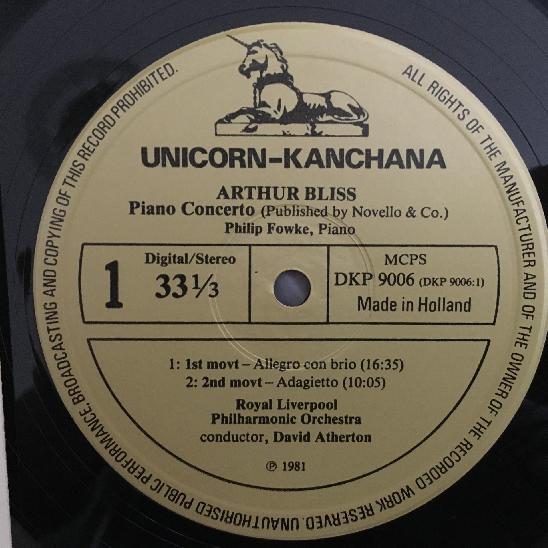 ALL RIGHTS OF THE MANUFACTURER AND OF THE OWNER OF THE RECORDED WORK RESERVED. UNAUTHORISED PUBLIC PERFORMANCE, BROADCASTING AND COPYING OF THIS RECORD PROHIBITED.
UNICORN-KANCHANA
ARTHUR BLISS
Piano Concerto (Published by Novello & Co.)
Philip Fowke, Piano
1
Digital/Stereo
33⅓
MCPS
DKP 9006 (DKP 9006:1)
Made in Holland
1: 1st movt – Allegro con brio (16:35)
2: 2nd movt – Adagietto (10:05)
Royal Liverpool
Philharmonic Orchestra
conductor, David Atherton
℗ 1981